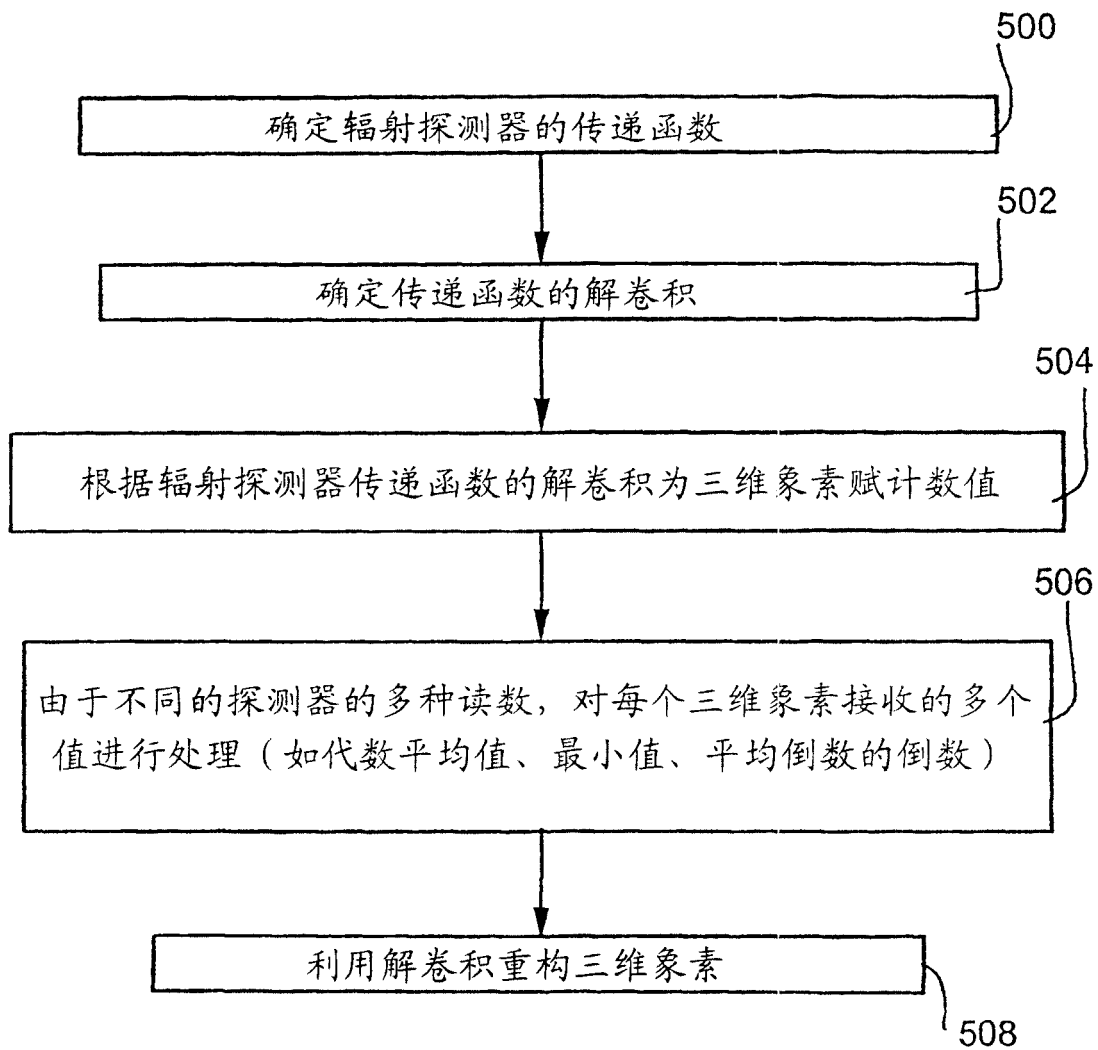 500
确定辐射探测器的传递函数
502
确定传递函数的解卷积
504
根据辐射探测器传递函数的解卷积为三维象素赋计数值
506
由于不同的探测器的多种读数，对每个三维象素接收的多个
值进行处理（如代数平均值、最小值、平均倒数的倒数）
利用解卷积重构三维象素
508